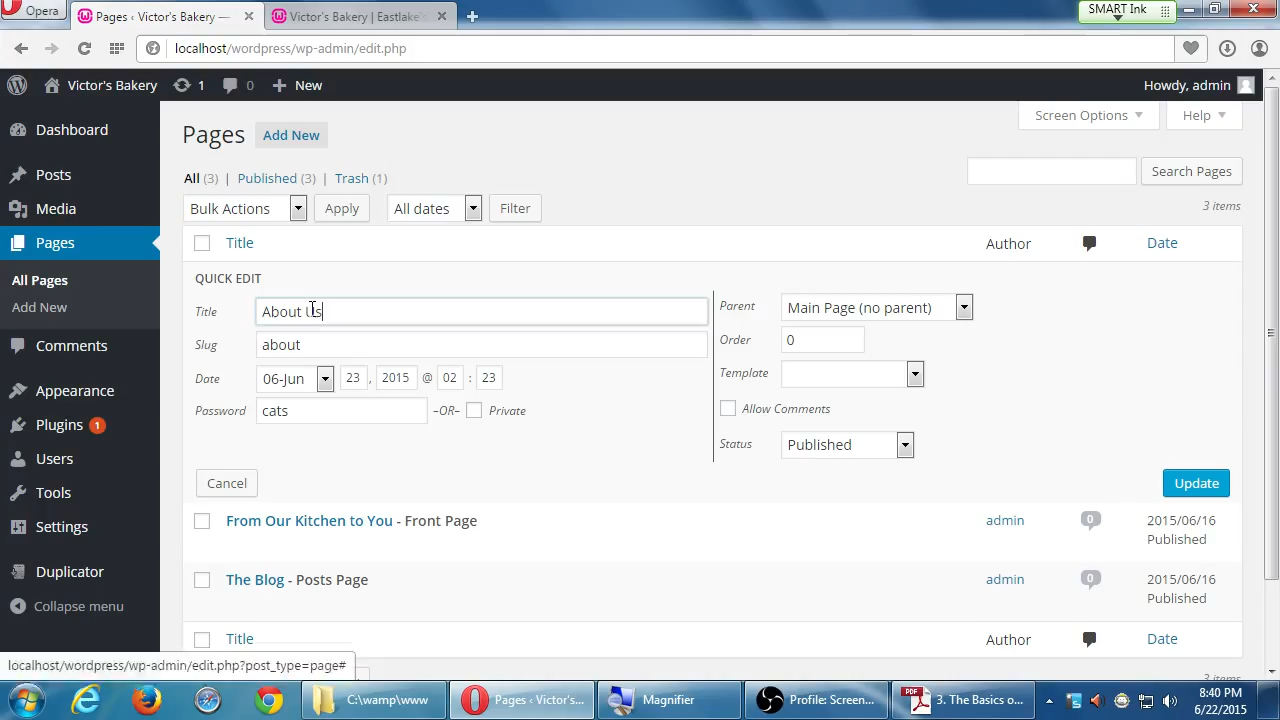 Opera
Pages ‹ Victor's Bakery —
Victor's Bakery | Eastlake's
SMART Ink
localhost/wordpress/wp-admin/edit.php
Victor's Bakery
1
0
New
Howdy, admin
Dashboard
Posts
Media
Pages
All Pages
Add New
Comments
Appearance
Plugins 1
Users
Tools
Settings
Duplicator
Collapse menu
Screen Options
Help
Pages
Add New
All (3) | Published (3) | Trash (1)
Search Pages
Bulk Actions
Apply
All dates
Filter
3 items
Title
Author
Date
QUICK EDIT
Title
About Us
Slug
about
Date
06-Jun 23 , 2015 @ 02 : 23
Password
cats
–OR–
Private
Parent
Main Page (no parent)
Order
0
Template
Allow Comments
Status
Published
Cancel
Update
From Our Kitchen to You - Front Page
admin
0
2015/06/16
Published
The Blog - Posts Page
admin
0
2015/06/16
Published
Title
Author
Date
3 items
localhost/wordpress/wp-admin/edit.php?post_type=page#
C:\wamp\www
Pages ‹ Victor's...
Magnifier
Profile: Screen...
3. The Basics o...
8:40 PM
6/22/2015